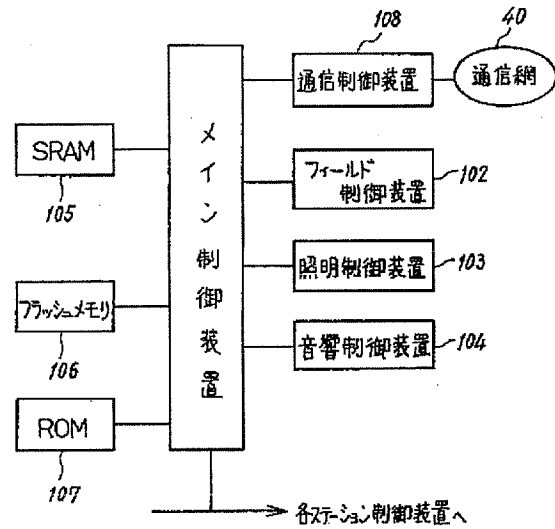 108
40
通信制御装置
通信網
メイン制御装置
SRAM
105
フィールド
制御装置
102
照明制御装置
103
フラッシュメモリ
106
音響制御装置
104
ROM
107
各ステーション制御装置へ